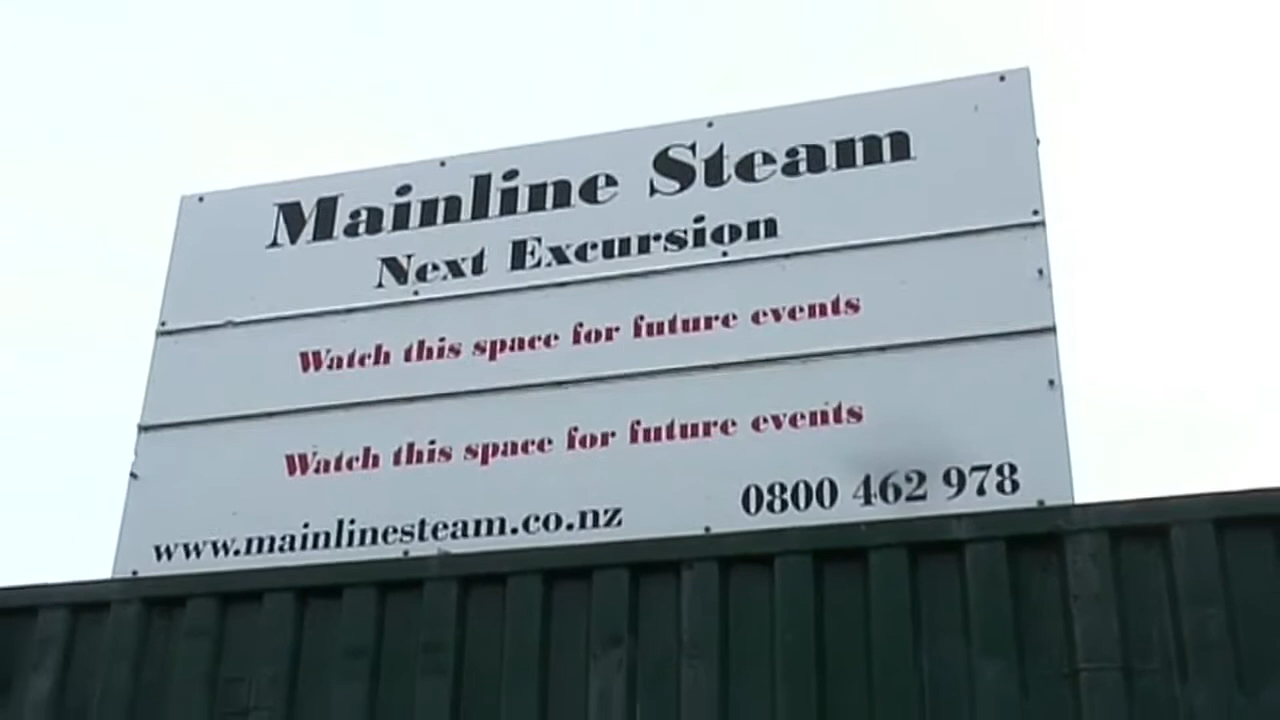 Mainline Steam
Next Excursion
Watch this space for future events
Watch this space for future events
www.mainlinesteam.co.nz
0800 462 978